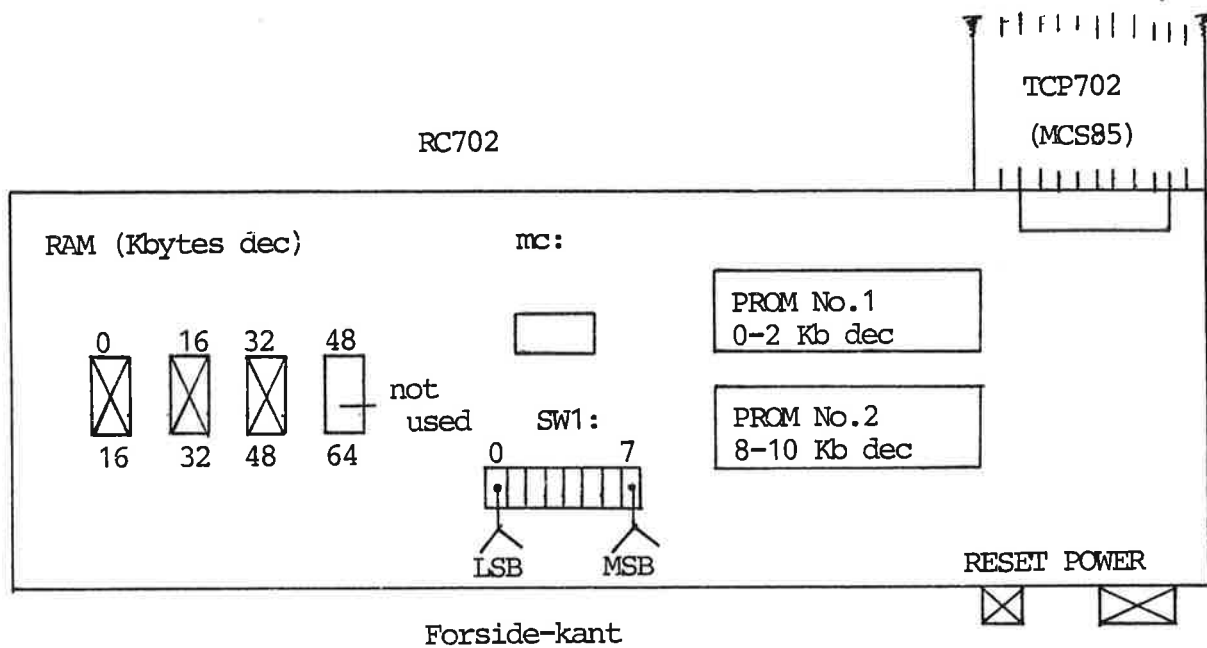 TCP702
(MCS85)
RC702
RAM (Kbytes dec)
mc:
PROM No.1
0-2 Kb dec
0 16 32 48
not
used
16 32 48 64
SW1:
0 7
PROM No.2
8-10 Kb dec
LSB MSB
RESET POWER
Forside-kant